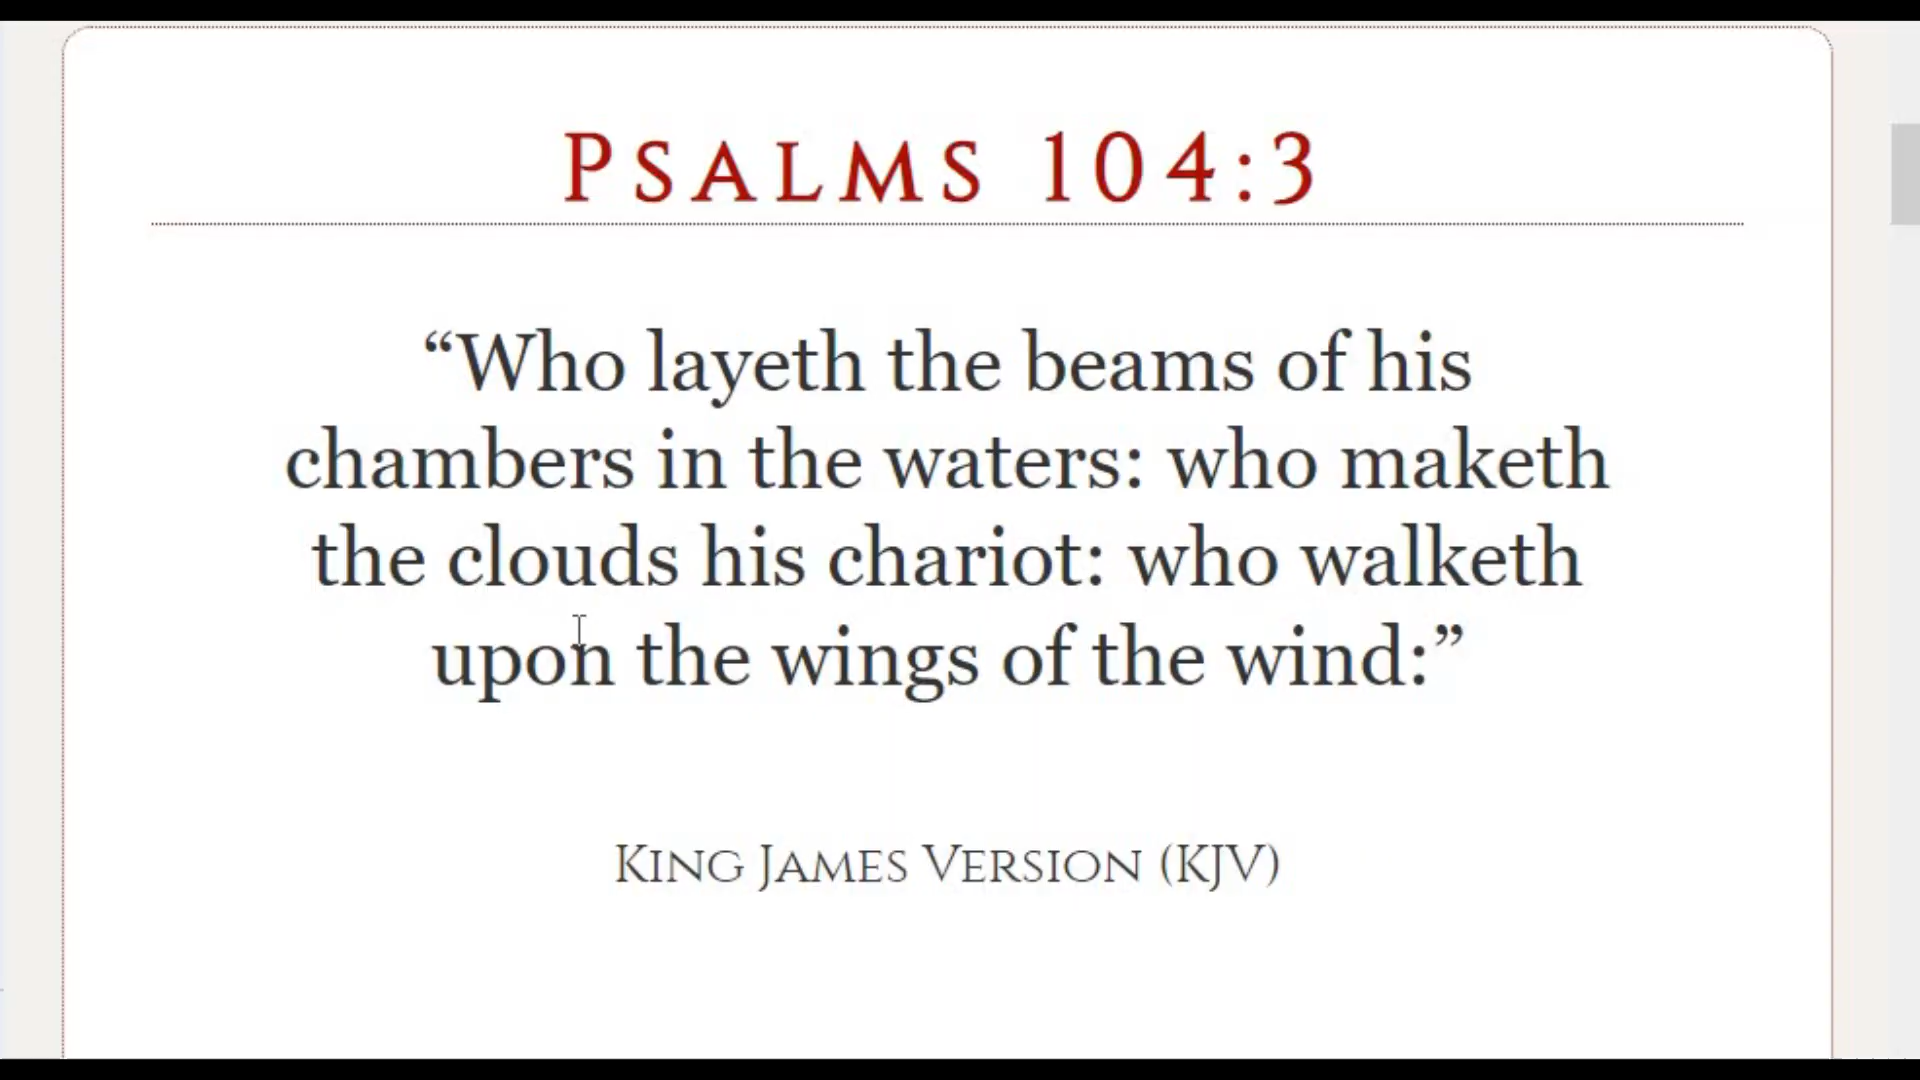 Psalms 104:3
“Who layeth the beams of his
chambers in the waters: who maketh
the clouds his chariot: who walketh
upon the wings of the wind:”
King James Version (KJV)